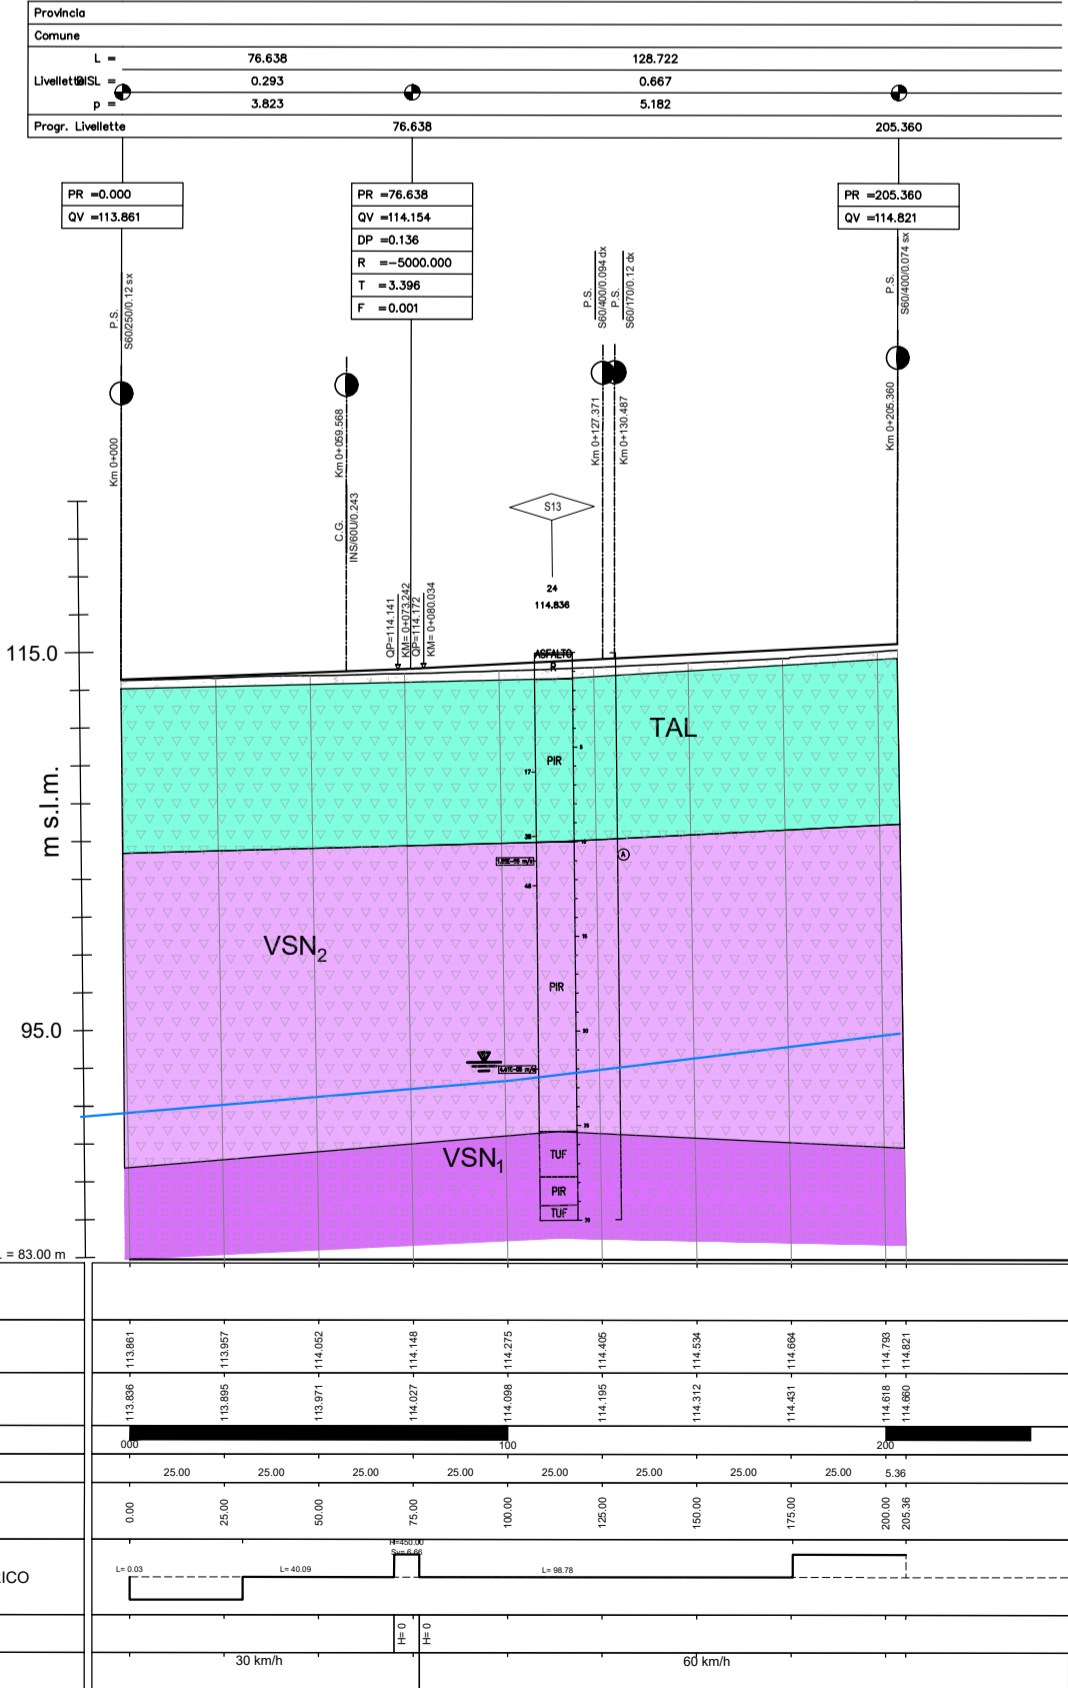 Provincia
Comune
L = 76.638 128.722
Livellette DISL = 0.293 0.667
p = 3.823 5.182
Progr. Livellette 76.638 205.360
PR =0.000
QV =113.861
PR =76.638
QV =114.154
DP =0.136
R =-5000.000
T =3.396
F =0.001
PR =205.360
QV =114.821
P.S.
S60/250/0.12 sx
Km 0+000
Km 0+059.568
C.G.
INS/60U/0.243
P.S.
S60/400/0.094 dx
P.S.
S60/170/0.12 dx
Km 0+127.371
Km 0+130.487
P.S.
S60/400/0.074 sx
Km 0+205.360
QP=114.141
KM= 0+073.242
QP=114.172
KM= 0+080.034
S13
24
114.836
115.0
ASFALTO
R
TAL
5
PIR
17
m s.l.m.
38
A
48
VSN2
15
PIR
95.0
25
VSN1
TUF
PIR
TUF
= 83.00 m
113.861 113.957 114.052 114.148 114.275 114.405 114.534 114.664 114.793 114.821
113.836 113.895 113.971 114.027 114.098 114.195 114.312 114.431 114.618 114.660
000 100 200
25.00 25.00 25.00 25.00 25.00 25.00 25.00 25.00 5.36
0.00 25.00 50.00 75.00 100.00 125.00 150.00 175.00 200.00 205.36
L= 0.03 L= 40.09 L= 98.78
ICO
H= 0 H= 0
30 km/h 60 km/h